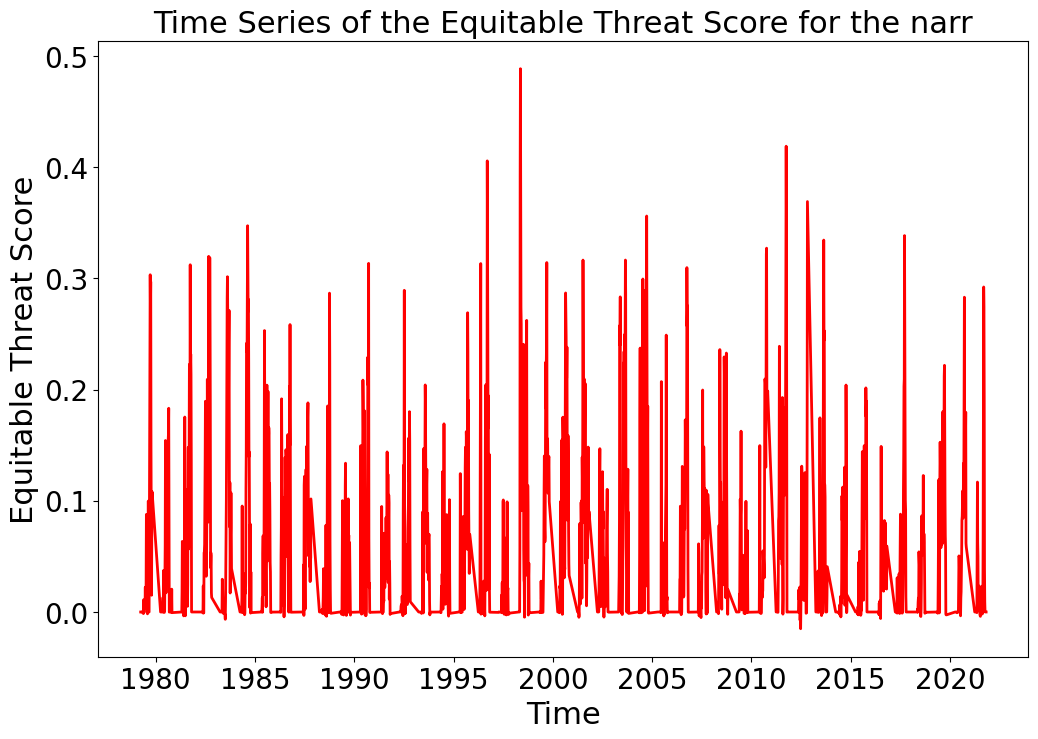 Time Series of the Equitable Threat Score for the narr
Equitable Threat Score
0.5
0.4
0.3
0.2
0.1
0.0
1980 1985 1990 1995 2000 2005 2010 2015 2020
Time